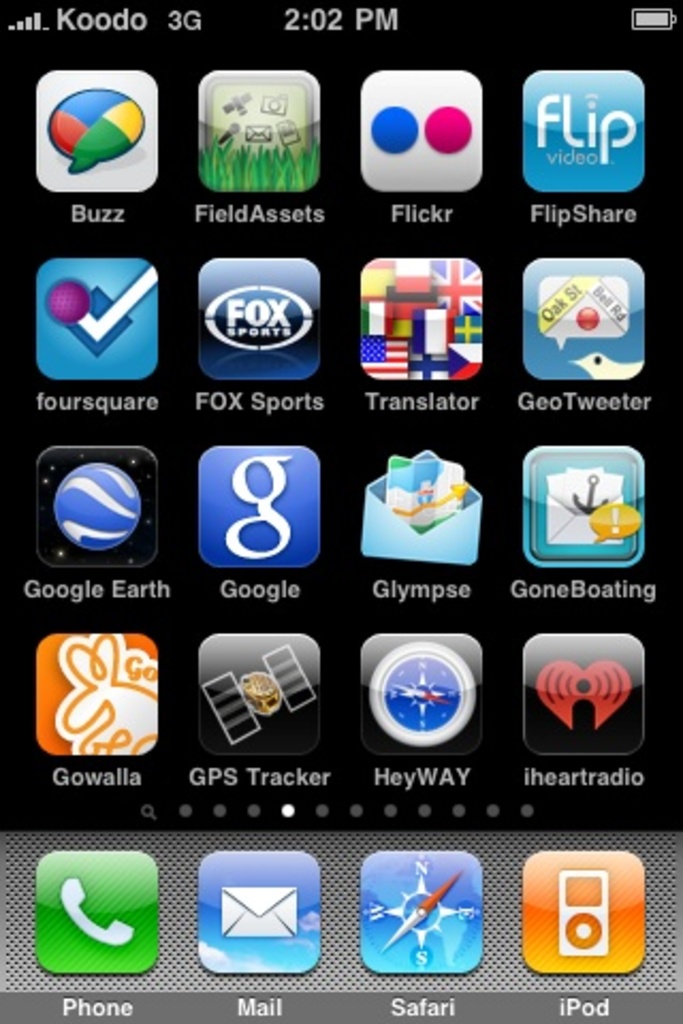 Koodo 3G 2:02 PM
flip
video
Buzz FieldAssets Flickr FlipShare
FOX
SPORTS
Oak St Bell Rd
foursquare FOX Sports Translator GeoTweeter
g
!
Google Earth Google Glympse GoneBoating
Go
N
Gowalla GPS Tracker HeyWAY iheartradio
N
W E
S
Phone Mail Safari iPod